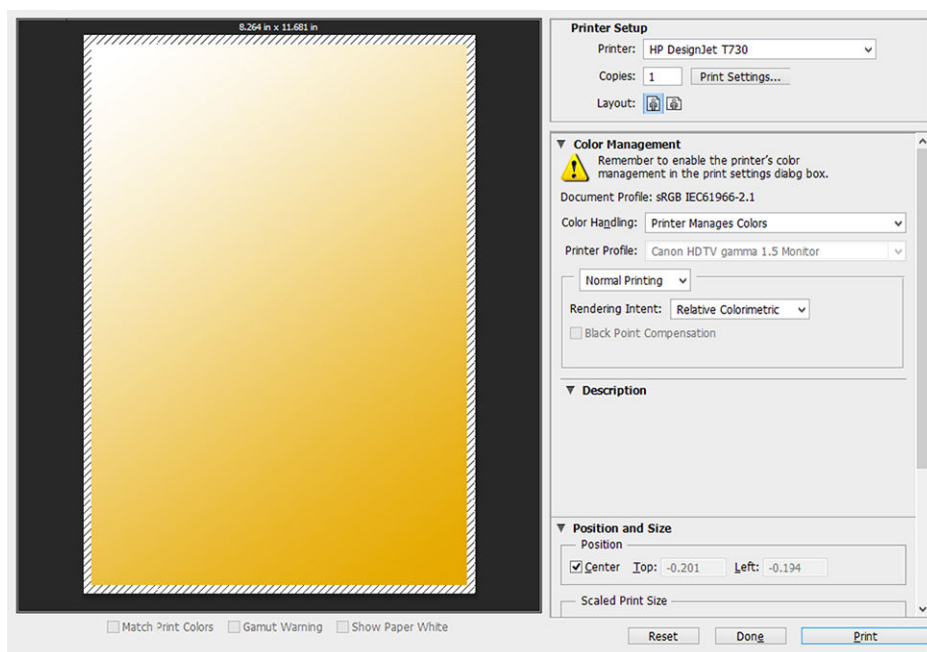 8.264 in x 11.681 in
Match Print Colors Gamut Warning Show Paper White
Printer Setup
Printer: HP DesignJet T730
Copies: 1 Print Settings...
Layout:
Color Management
Remember to enable the printer's color
management in the print settings dialog box.
Document Profile: sRGB IEC61966-2.1
Color Handling: Printer Manages Colors
Printer Profile: Canon HDTV gamma 1.5 Monitor
Normal Printing
Rendering Intent: Relative Colorimetric
Black Point Compensation
Description
Position and Size
Position
Center Top: -0.201 Left: -0.194
Scaled Print Size
Reset Done Print